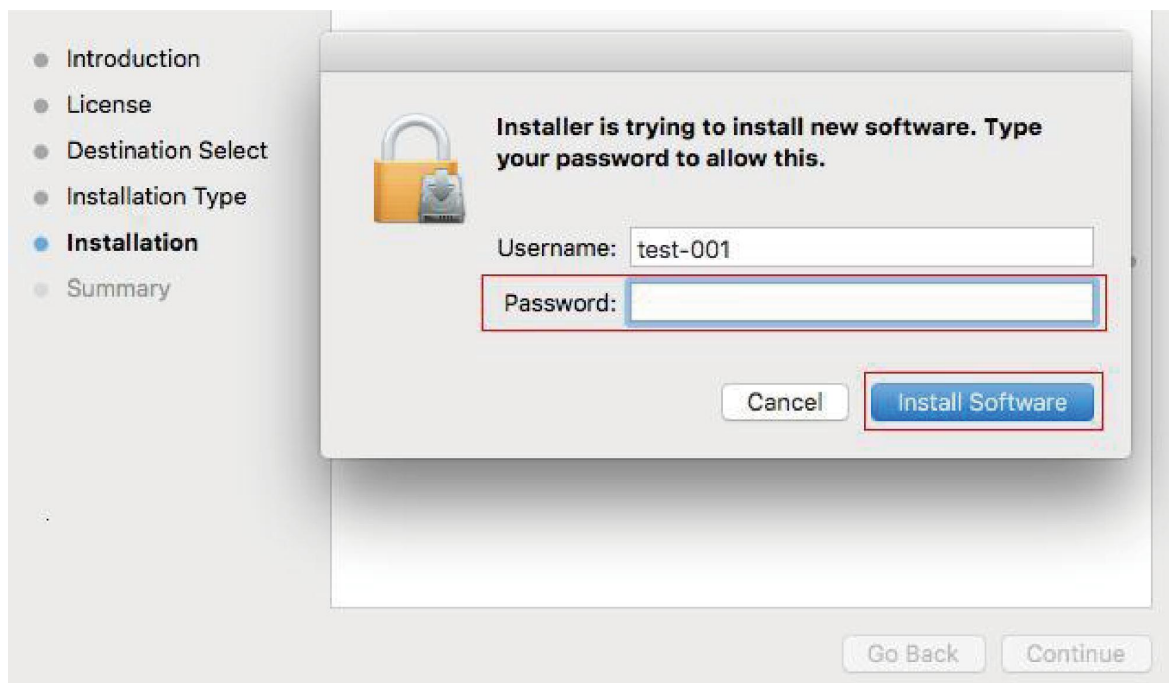 Introduction
License
Destination Select
Installation Type
Installation
Summary
Installer is trying to install new software. Type
your password to allow this.
Username: test-001
Password:
Cancel Install Software
Go Back Continue